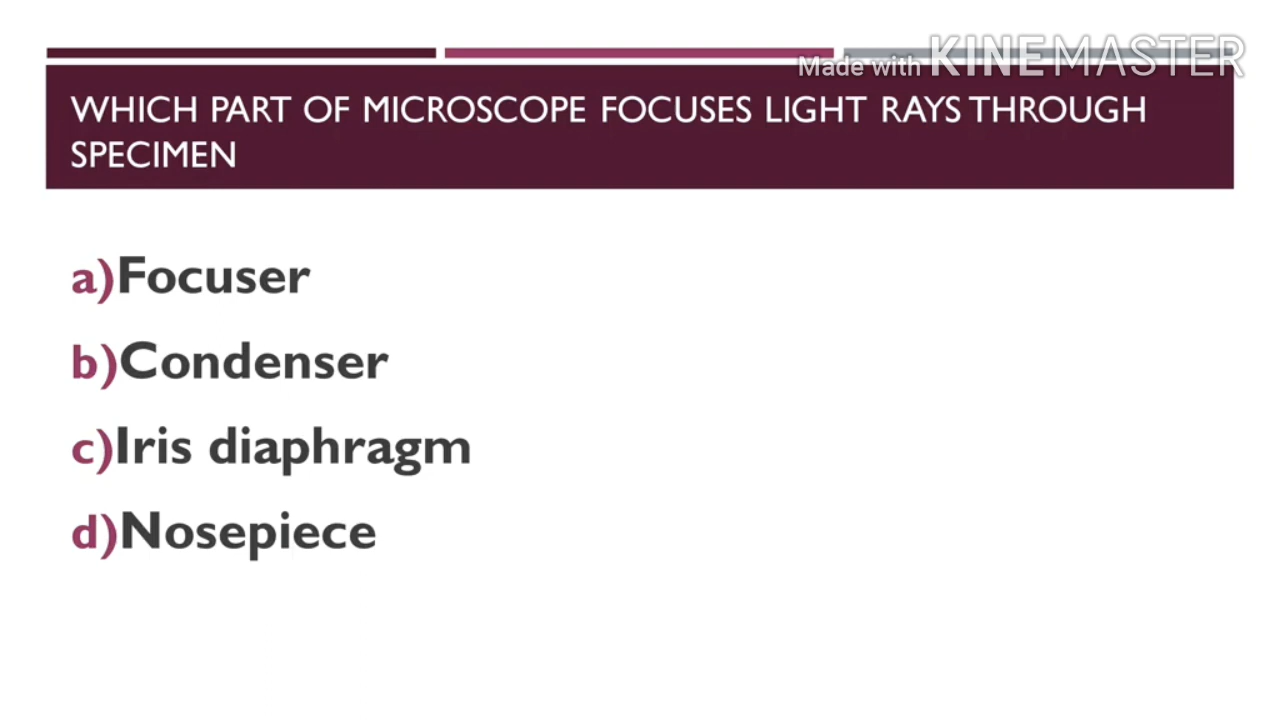 Made with KINEMASTER
WHICH PART OF MICROSCOPE FOCUSES LIGHT RAYS THROUGH
SPECIMEN
a)Focuser
b)Condenser
c)Iris diaphragm
d)Nosepiece